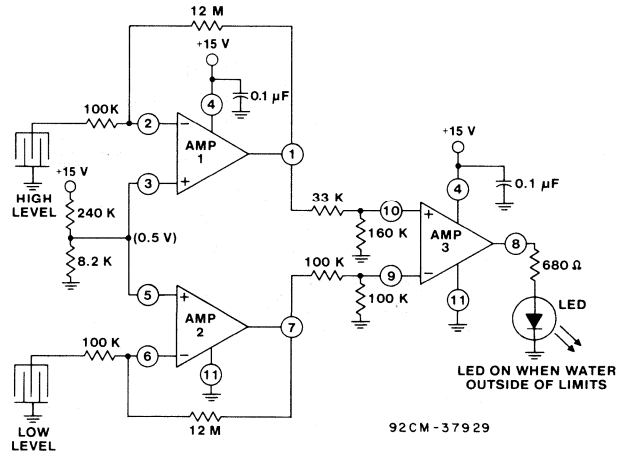 12 M
+15 V
4
0.1 µF
100K
2
−
AMP
1
1
3
+
HIGH
LEVEL
+15 V
240 K
(0.5 V)
8.2 K
+15 V
4
0.1 µF
33 K
10
+
160 K
AMP
3
8
680 Ω
100 K
9
−
100 K
11
LED
5
+
AMP
2
7
100 K
6
−
11
12 M
LOW
LEVEL
LED ON WHEN WATER
OUTSIDE OF LIMITS
92CM-37929